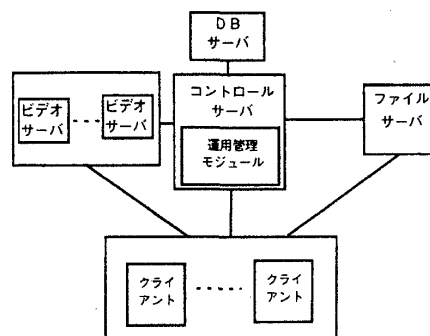 DB
サーバ
コントロール
サーバ
運用管理
モジュール
ビデオ
サーバ
ビデオ
サーバ
ファイル
サーバ
クライ
アント
クライ
アント